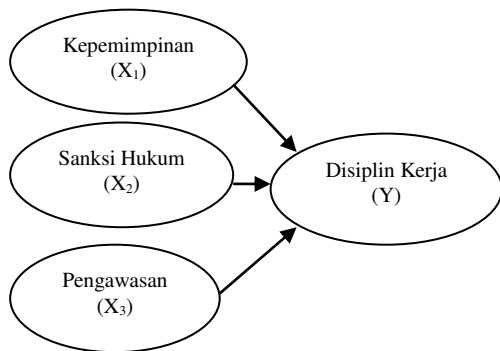 Kepemimpinan
(X₁)
Sanksi Hukum
(X₂)
Disiplin Kerja
(Y)
Pengawasan
(X₃)